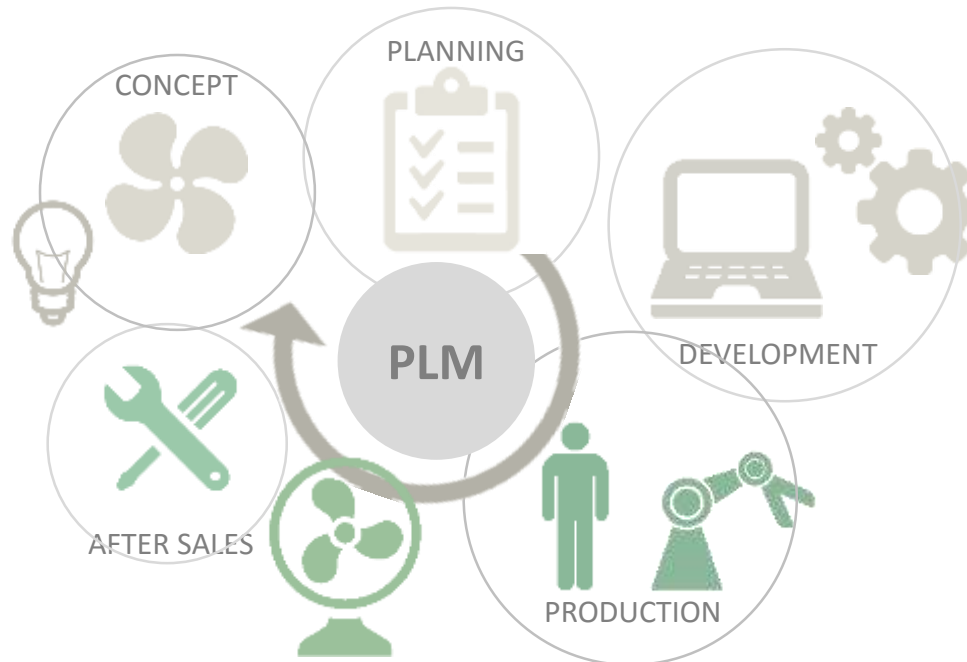 CONCEPT
PLANNING
DEVELOPMENT
PLM
PRODUCTION
AFTER SALES